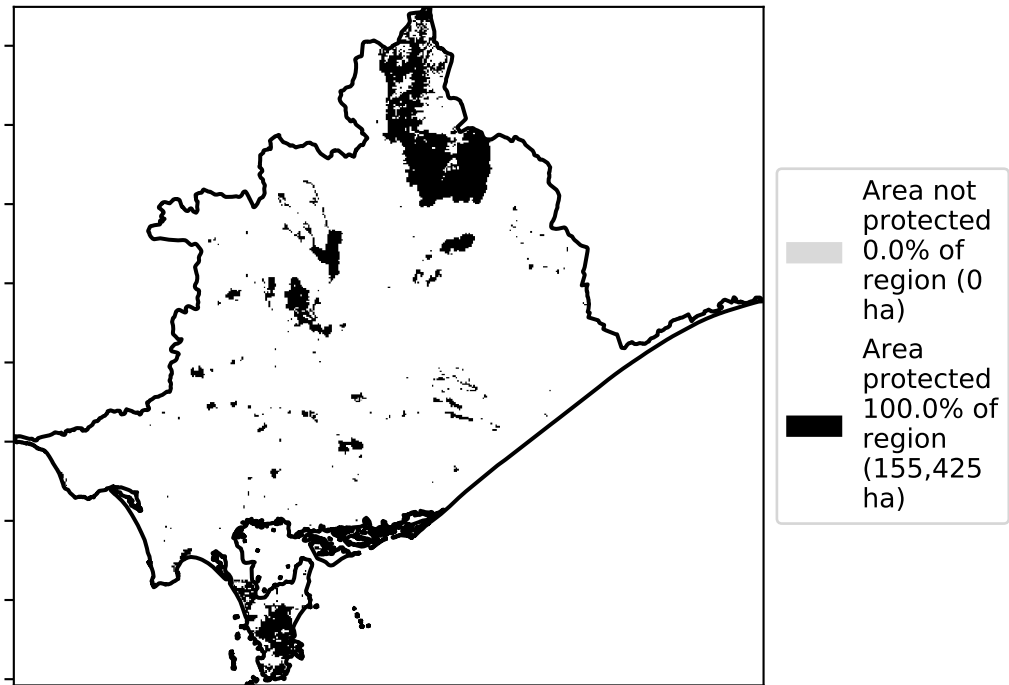 Area not
protected
0.0% of
region (0
ha)
Area
protected
100.0% of
region
(155,425
ha)